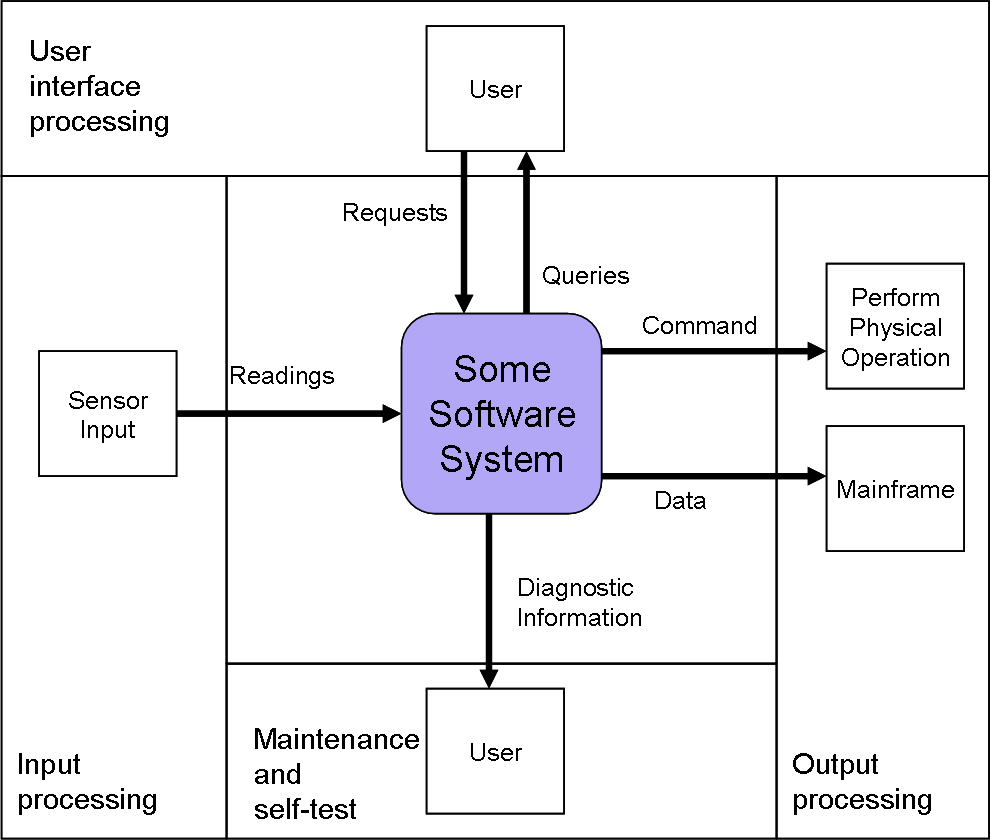 User
interface
processing
User
Requests
Queries
Command
Perform
Physical
Operation
Readings
Sensor
Input
Some
Software
System
Data
Mainframe
Diagnostic
Information
Input
processing
Maintenance
and
self-test
User
Output
processing